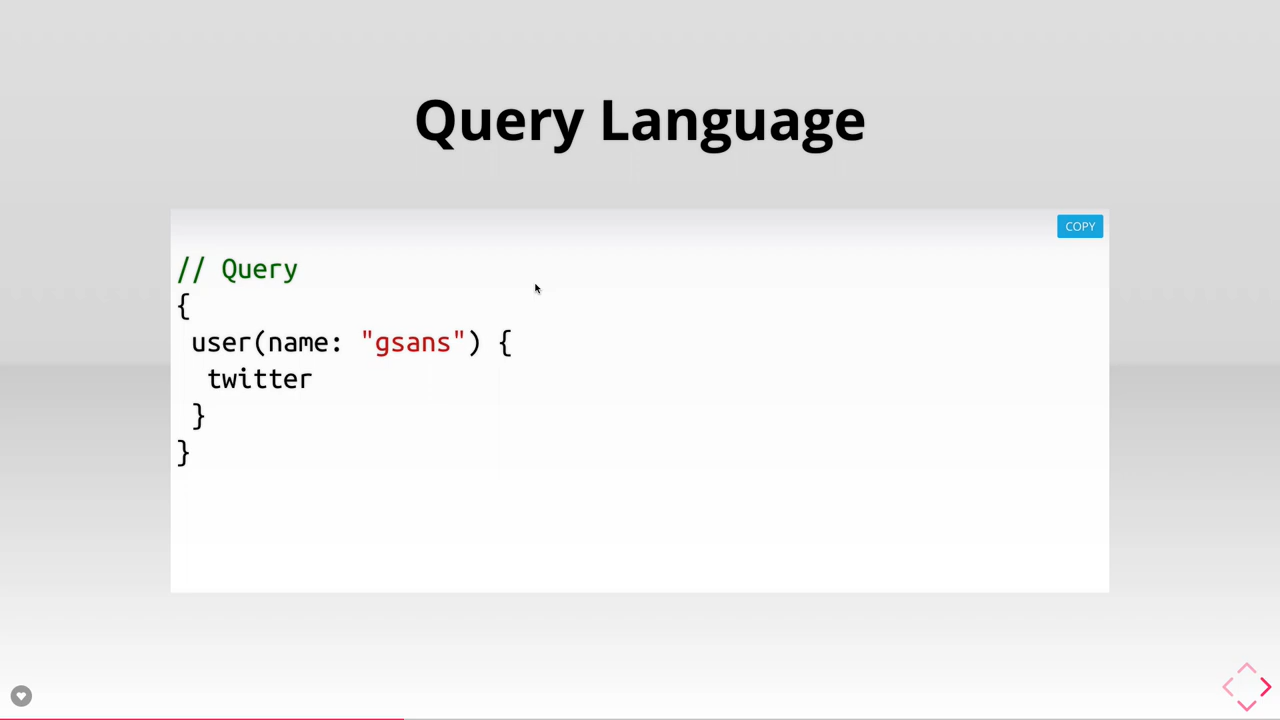 Query Language
COPY
// Query
{
 user(name: "gsans") {
  twitter
 }
}